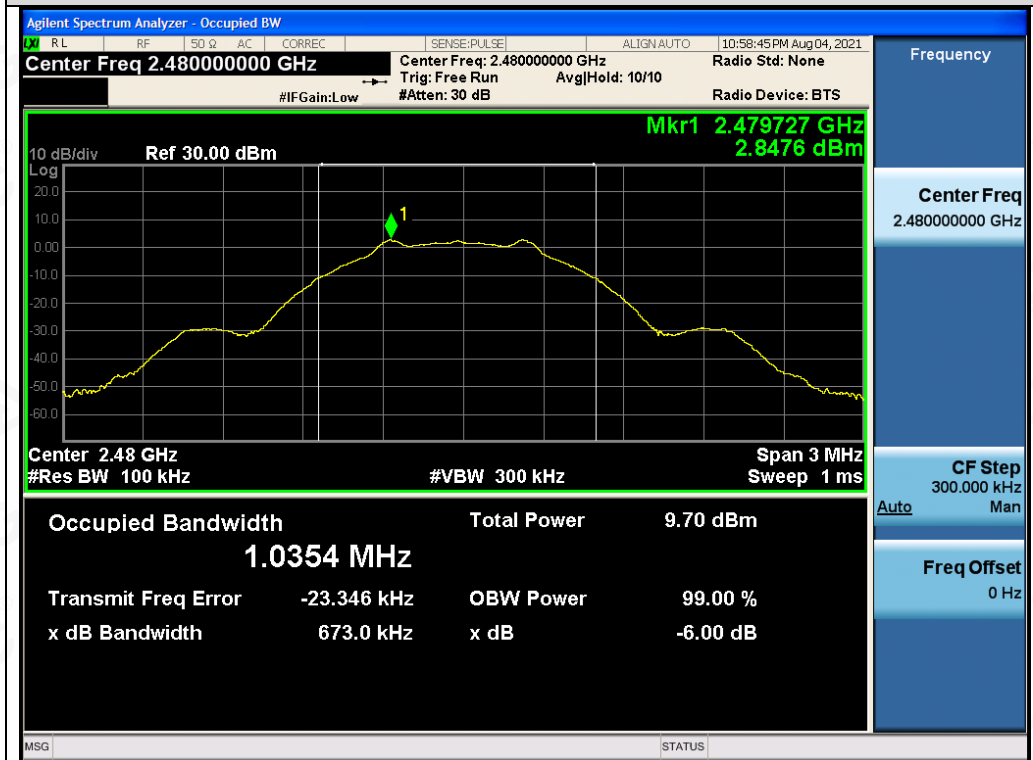 Agilent Spectrum Analyzer - Occupied BW
LXI RL RF 50 Ω AC CORREC SENSE:PULSE ALIGN AUTO 10:58:45 PM Aug 04, 2021
Center Freq 2.480000000 GHz
Center Freq: 2.480000000 GHz Radio Std: None
Trig: Free Run Avg|Hold: 10/10
#IFGain:Low #Atten: 30 dB Radio Device: BTS
Mkr1 2.479727 GHz
2.8476 dBm
10 dB/div Ref 30.00 dBm
Log
20.0
10.0
1
0.00
-10.0
-20.0
-30.0
-40.0
-50.0
-60.0
Center 2.48 GHz Span 3 MHz
#Res BW 100 kHz #VBW 300 kHz Sweep 1 ms
Occupied Bandwidth Total Power 9.70 dBm
1.0354 MHz
Transmit Freq Error -23.346 kHz OBW Power 99.00 %
x dB Bandwidth 673.0 kHz x dB -6.00 dB
Frequency
Center Freq
2.480000000 GHz
CF Step
300.000 kHz
Auto Man
Freq Offset
0 Hz
MSG STATUS